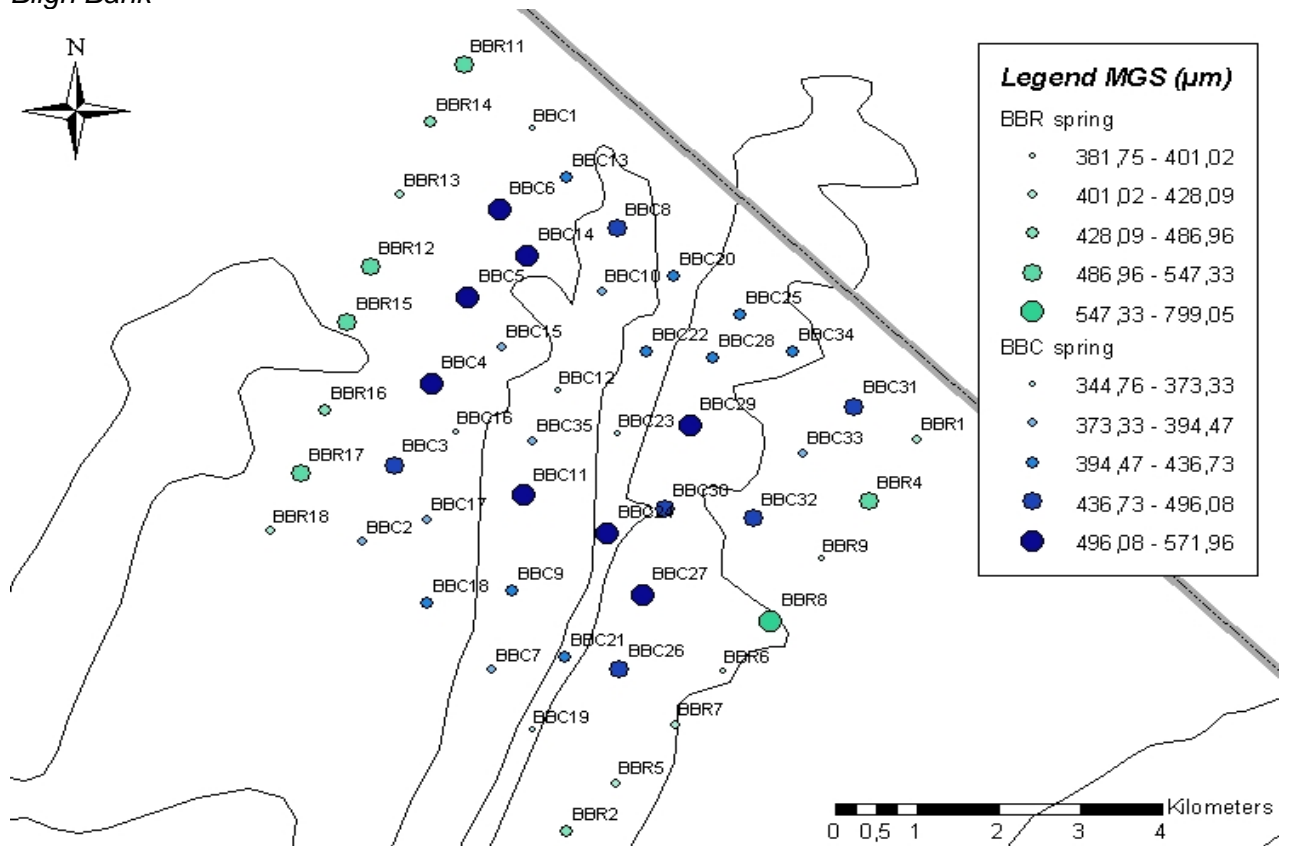 Bligh Bank
N
BBR11
BBR14
BBC1
BBC13
BBR13
BBC6
BBC8
BBC14
BBR12
BBC20
BBC5
BBC10
BBR15
BBC25
BBC15
BBC22
BBC28
BBC34
BBC4
BBC12
BBC31
BBR16
BBC16
BBC29
BBR1
BBC3
BBC35
BBC23
BBC33
BBR17
BBC11
BBC30
BBC32
BBR4
BBC17
BBC24
BBR18
BBC2
BBR9
BBC18
BBC9
BBC27
BBR8
BBC21
BBC26
BBC7
BBR6
BBC19
BBR7
BBR5
BBR2
Legend MGS (µm)
BBR spring
381,75 - 401,02
401,02 - 428,09
428,09 - 486,96
486,96 - 547,33
547,33 - 799,05
BBC spring
344,76 - 373,33
373,33 - 394,47
394,47 - 436,73
436,73 - 496,08
496,08 - 571,96
Kilometers
0 0,5 1 2 3 4